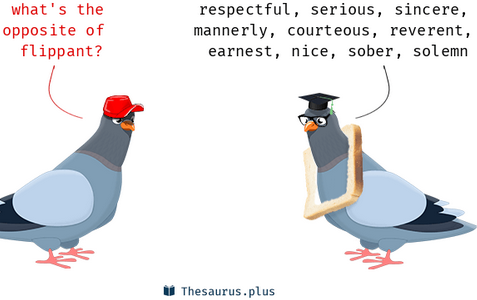 what's the
opposite of
flippant?
respectful, serious, sincere,
mannerly, courteous, reverent,
earnest, nice, sober, solemn
Thesaurus.plus